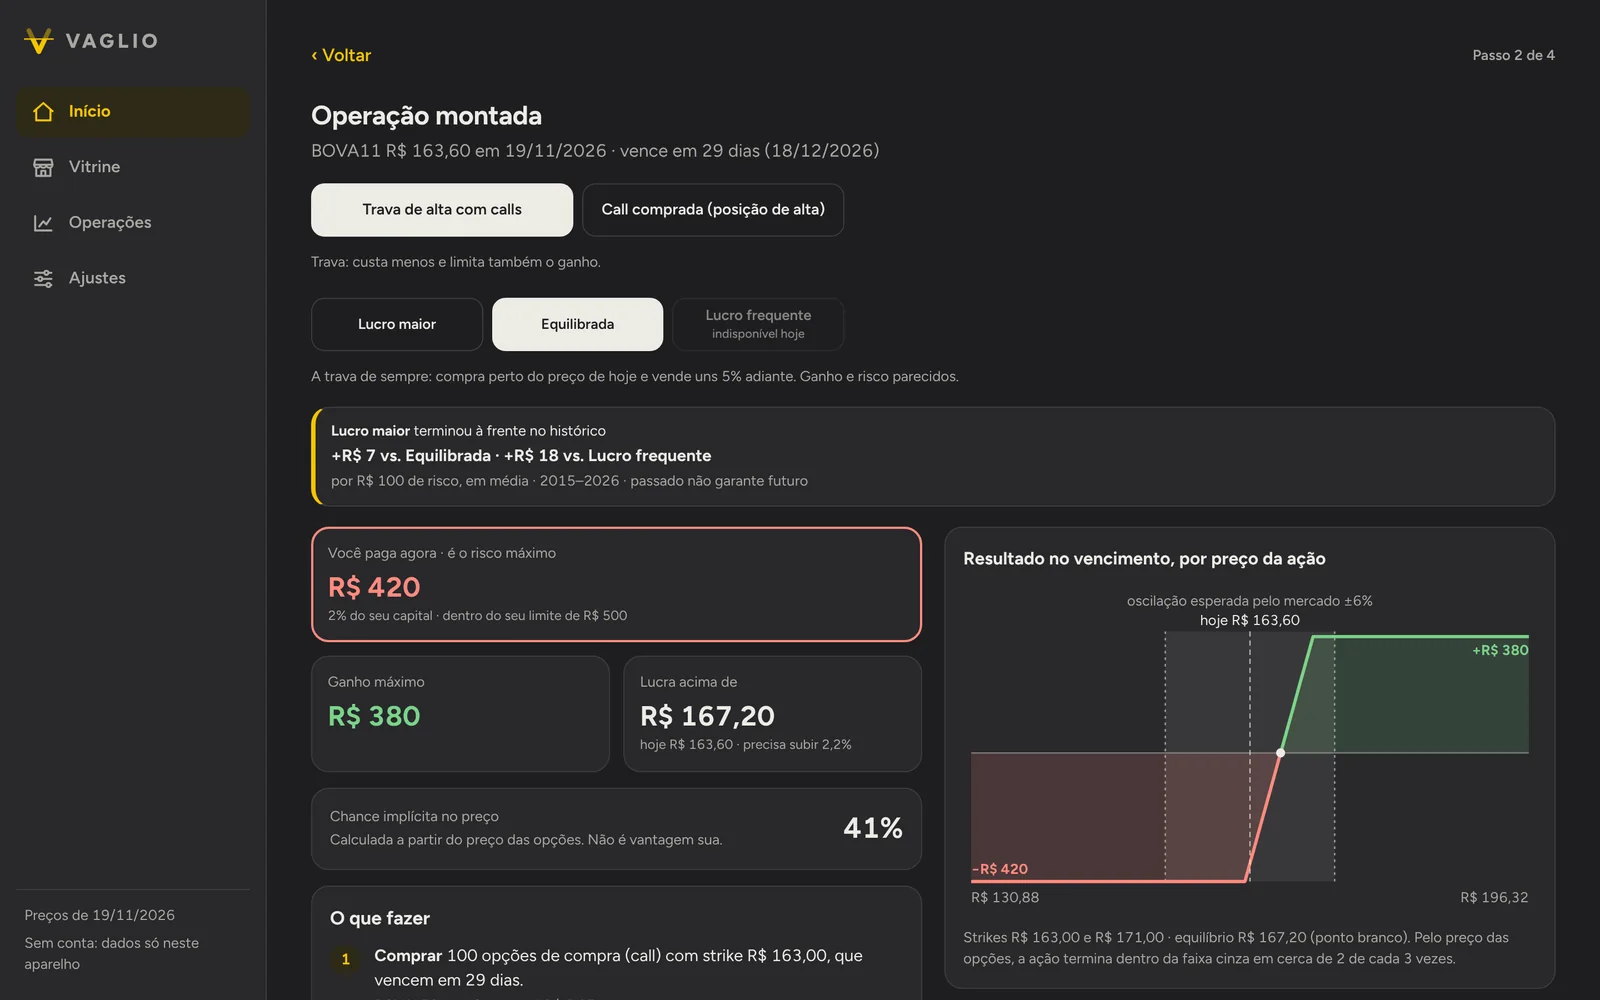 VAGLIO
Início
Vitrine
Operações
Ajustes
Preços de 19/11/2026
Sem conta: dados só neste
aparelho
‹ Voltar
Passo 2 de 4
Operação montada
BOVA11 R$ 163,60 em 19/11/2026 · vence em 29 dias (18/12/2026)
Trava de alta com calls
Call comprada (posição de alta)
Trava: custa menos e limita também o ganho.
Lucro maior
Equilibrada
Lucro frequente
indisponível hoje
A trava de sempre: compra perto do preço de hoje e vende uns 5% adiante. Ganho e risco parecidos.
Lucro maior terminou à frente no histórico
+R$ 7 vs. Equilibrada · +R$ 18 vs. Lucro frequente
por R$ 100 de risco, em média · 2015–2026 · passado não garante futuro
Você paga agora · é o risco máximo
R$ 420
2% do seu capital · dentro do seu limite de R$ 500
Ganho máximo
R$ 380
Lucra acima de
R$ 167,20
hoje R$ 163,60 · precisa subir 2,2%
Chance implícita no preço
Calculada a partir do preço das opções. Não é vantagem sua.
41%
O que fazer
1
Comprar 100 opções de compra (call) com strike R$ 163,00, que
vencem em 29 dias.
Resultado no vencimento, por preço da ação
oscilação esperada pelo mercado ±6%
hoje R$ 163,60
+R$ 380
−R$ 420
R$ 130,88
R$ 196,32
Strikes R$ 163,00 e R$ 171,00 · equilíbrio R$ 167,20 (ponto branco). Pelo preço das
opções, a ação termina dentro da faixa cinza em cerca de 2 de cada 3 vezes.